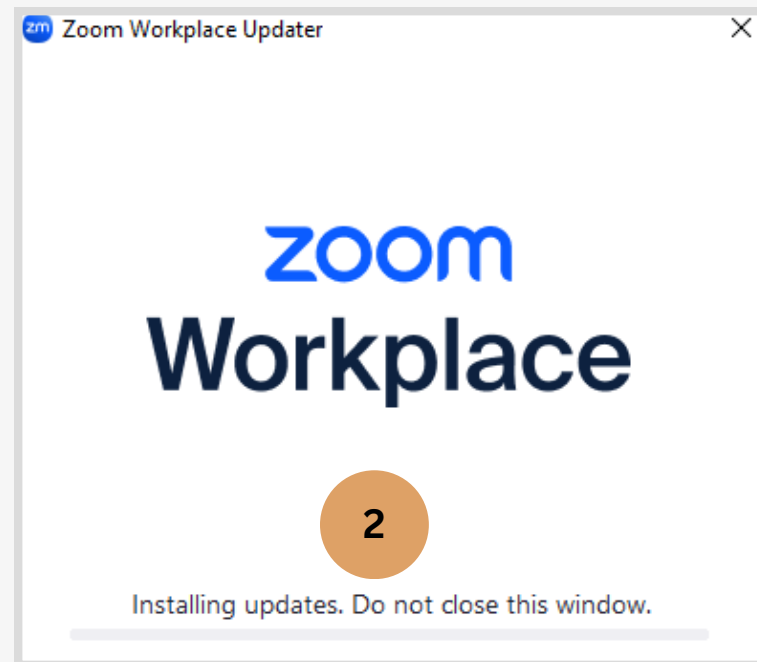 zm Zoom Workplace Updater
zoom
Workplace
2
Installing updates. Do not close this window.